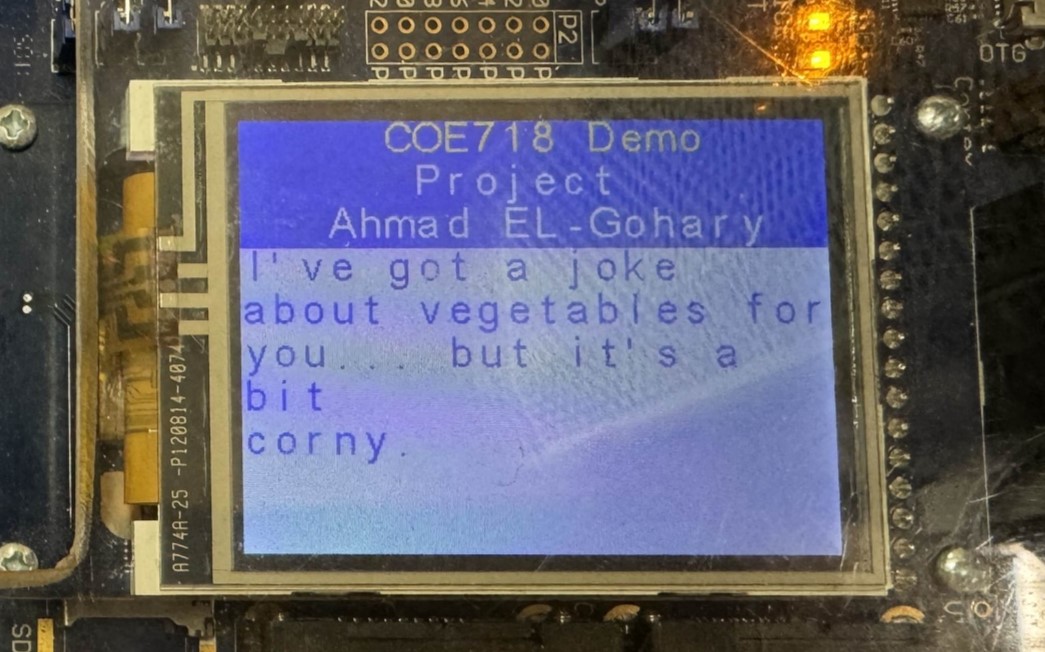 P2
OTG
COE718 Demo
Project
Ahmad EL-Gohary
I've got a joke
about vegetables for
you... but it's a
bit
corny.
A774A-25 -P120814-4074
SD